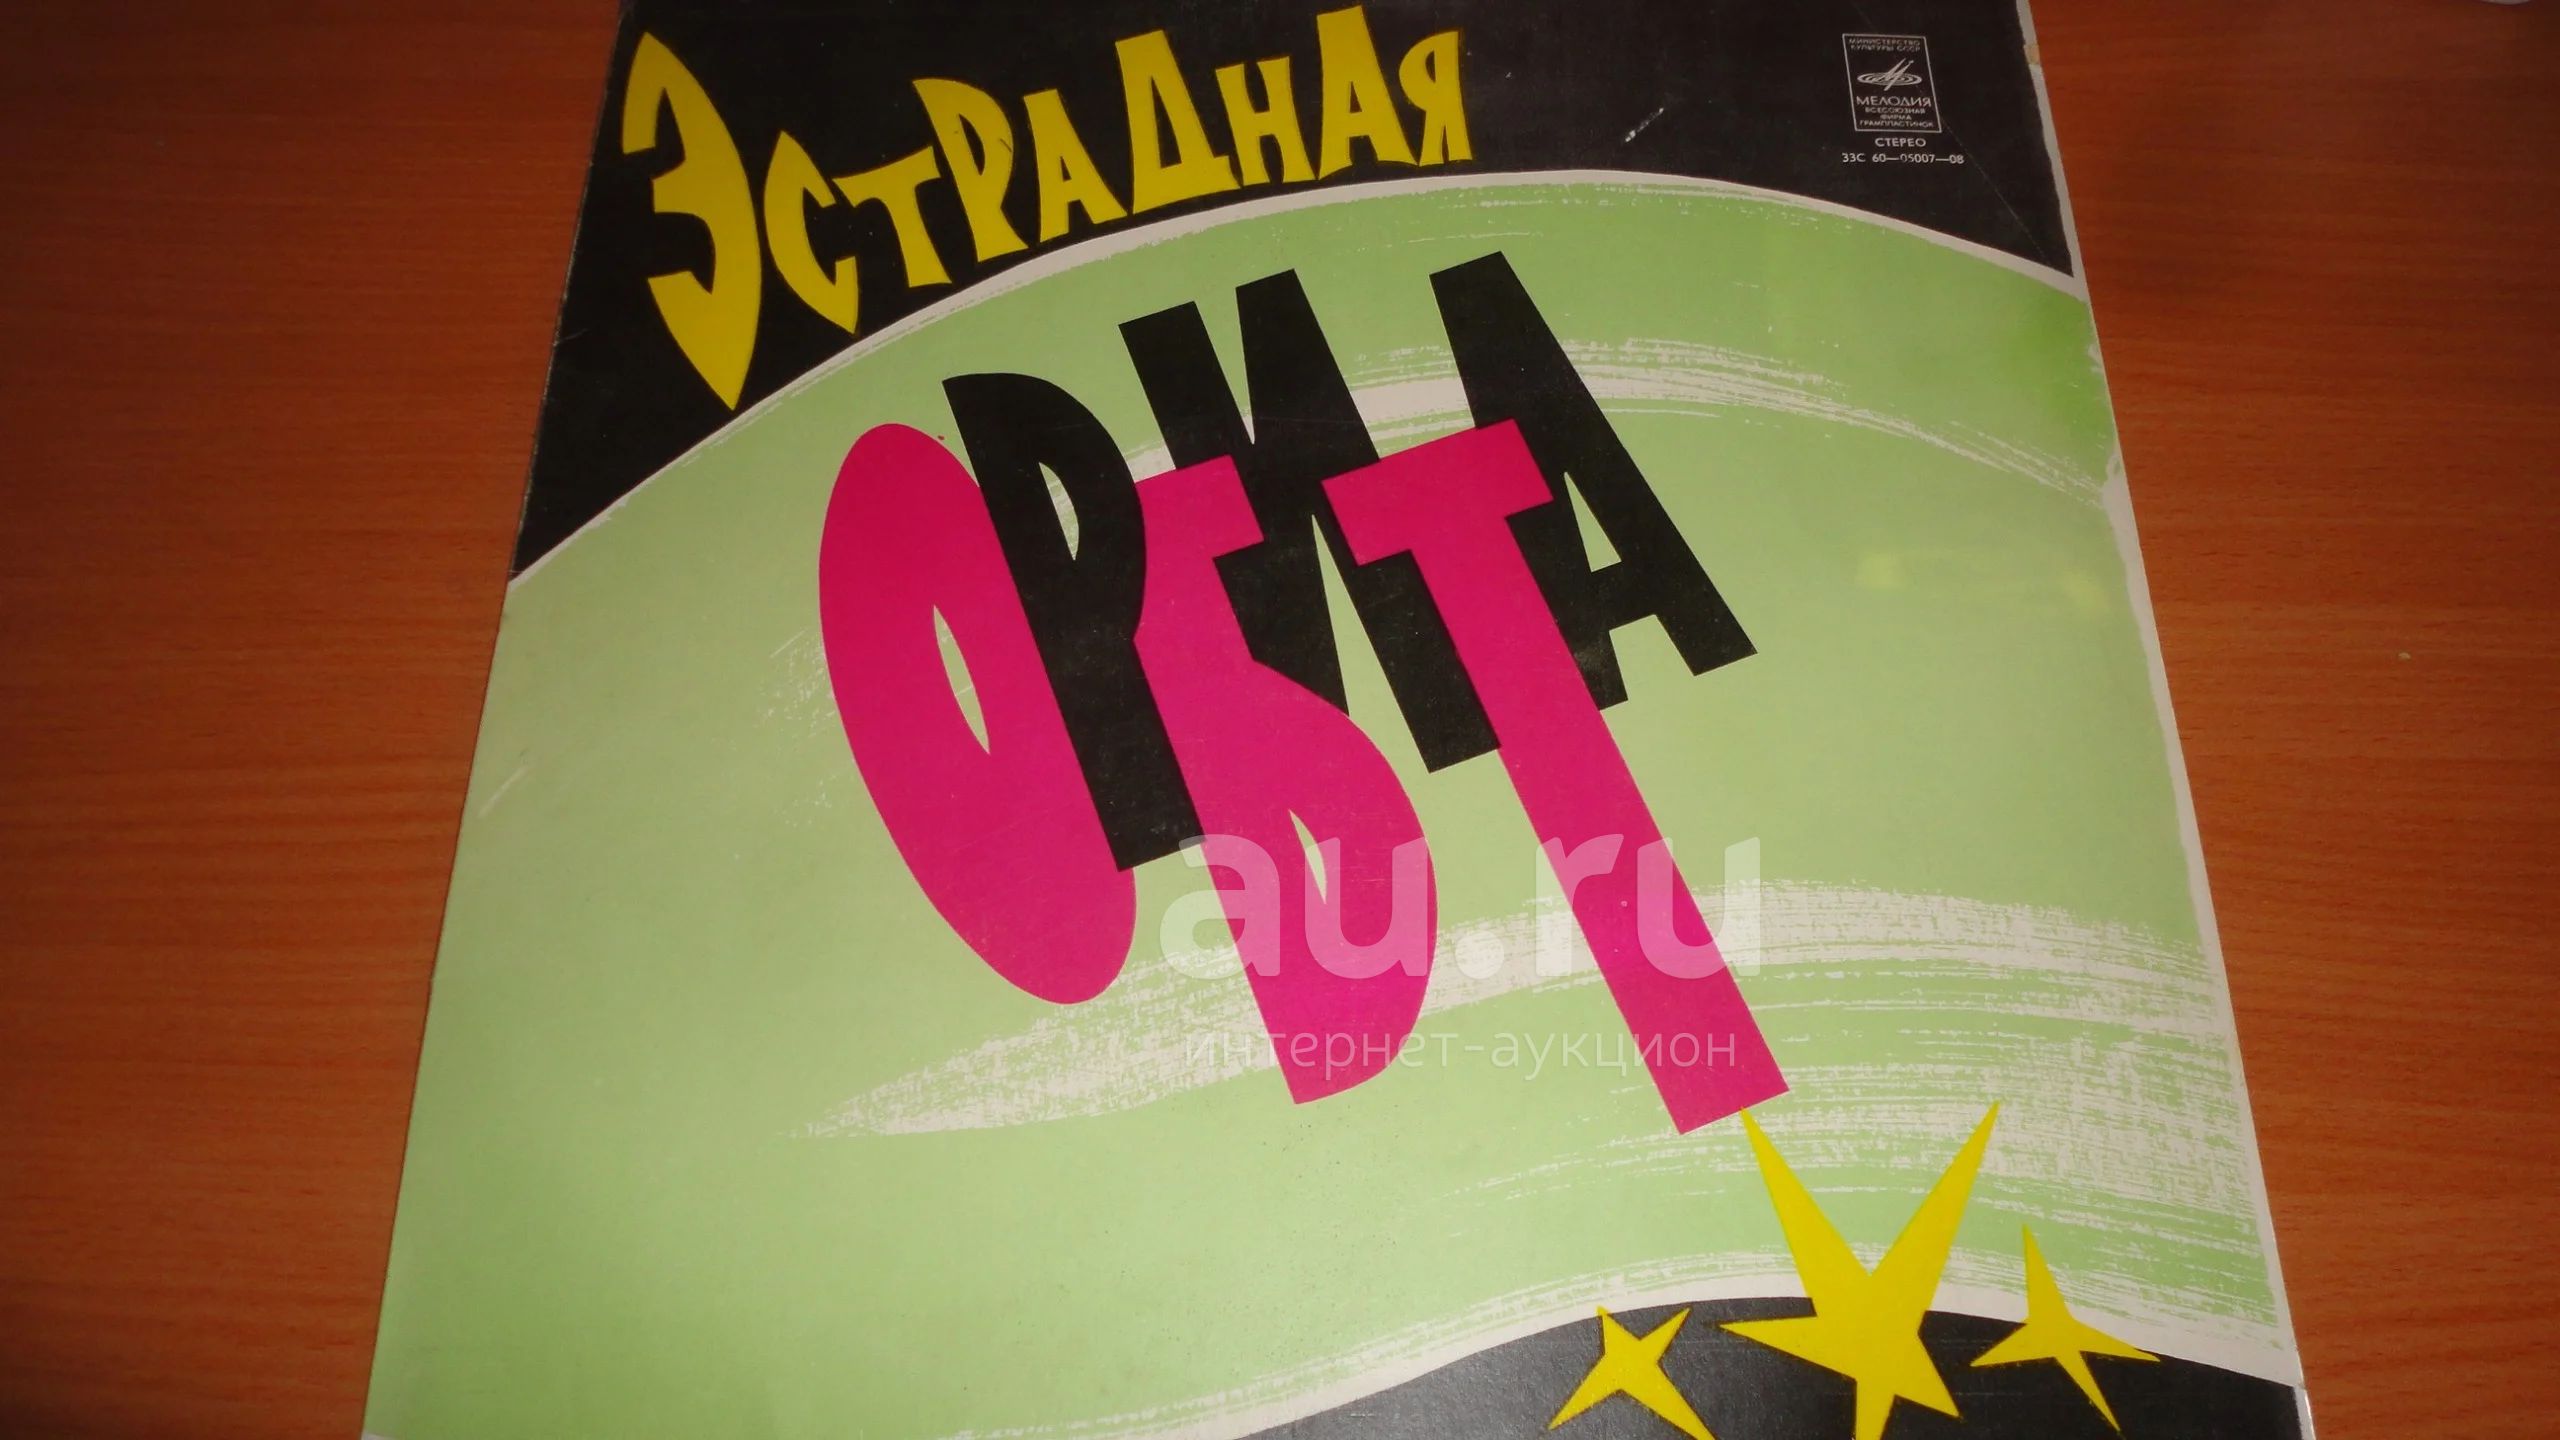 ЭСТРАДНАЯ
ОРБИТА
МИНИСТЕРСТВО
КУЛЬТУРЫ СССР
МЕЛОДИЯ
ВСЕСОЮЗНАЯ
ФИРМА
ГРАМПЛАСТИНОК
СТЕРЕО
33С 60—05007—08
au.ru
интернет-аукцион